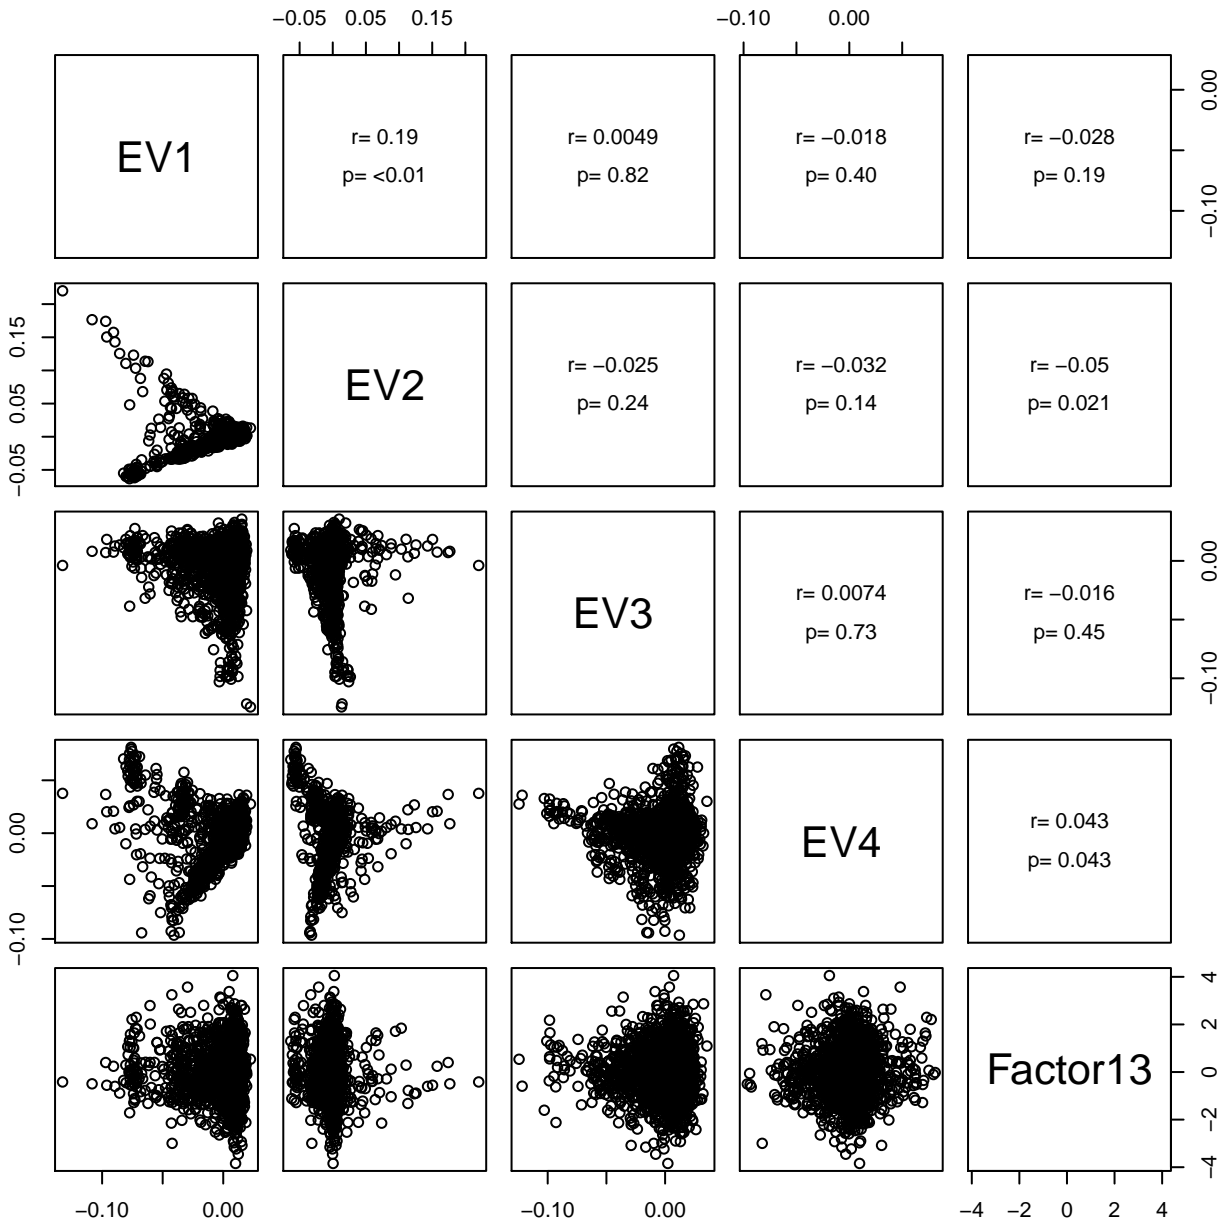 −0.05 0.05 0.15 −0.10 0.00
EV1
r= 0.19
p= <0.01
r= 0.0049
p= 0.82
r= −0.018
p= 0.40
r= −0.028
p= 0.19
0.00
−0.10
0.15
0.05
−0.05
EV2
r= −0.025
p= 0.24
r= −0.032
p= 0.14
r= −0.05
p= 0.021
EV3
r= 0.0074
p= 0.73
r= −0.016
p= 0.45
0.00
−0.10
0.00
−0.10
EV4
r= 0.043
p= 0.043
Factor13
4
2
0
−2
−4
−0.10 0.00 −0.10 0.00 −4 −2 0 2 4